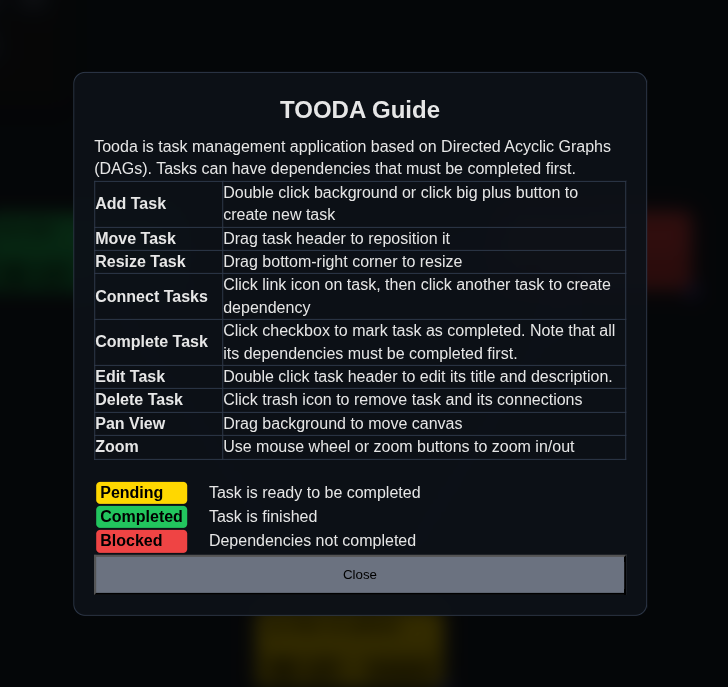 TOODA Guide
Tooda is task management application based on Directed Acyclic Graphs
(DAGs). Tasks can have dependencies that must be completed first.
Add Task
Double click background or click big plus button to
create new task
Move Task
Drag task header to reposition it
Resize Task
Drag bottom-right corner to resize
Connect Tasks
Click link icon on task, then click another task to create
dependency
Complete Task
Click checkbox to mark task as completed. Note that all
its dependencies must be completed first.
Edit Task
Double click task header to edit its title and description.
Delete Task
Click trash icon to remove task and its connections
Pan View
Drag background to move canvas
Zoom
Use mouse wheel or zoom buttons to zoom in/out
Pending
Task is ready to be completed
Completed
Task is finished
Blocked
Dependencies not completed
Close